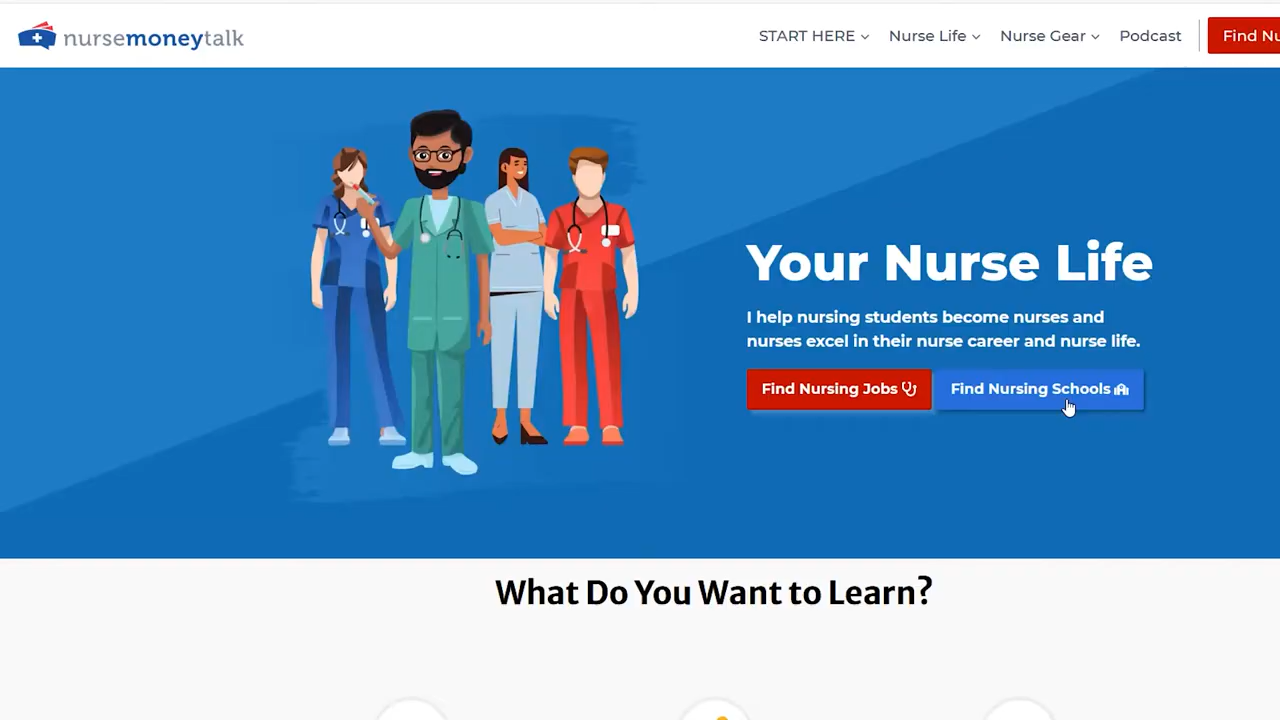 nursemoneytalk
START HERE
Nurse Life
Nurse Gear
Podcast
Find Nu
Your Nurse Life
I help nursing students become nurses and
nurses excel in their nurse career and nurse life.
Find Nursing Jobs
Find Nursing Schools
What Do You Want to Learn?